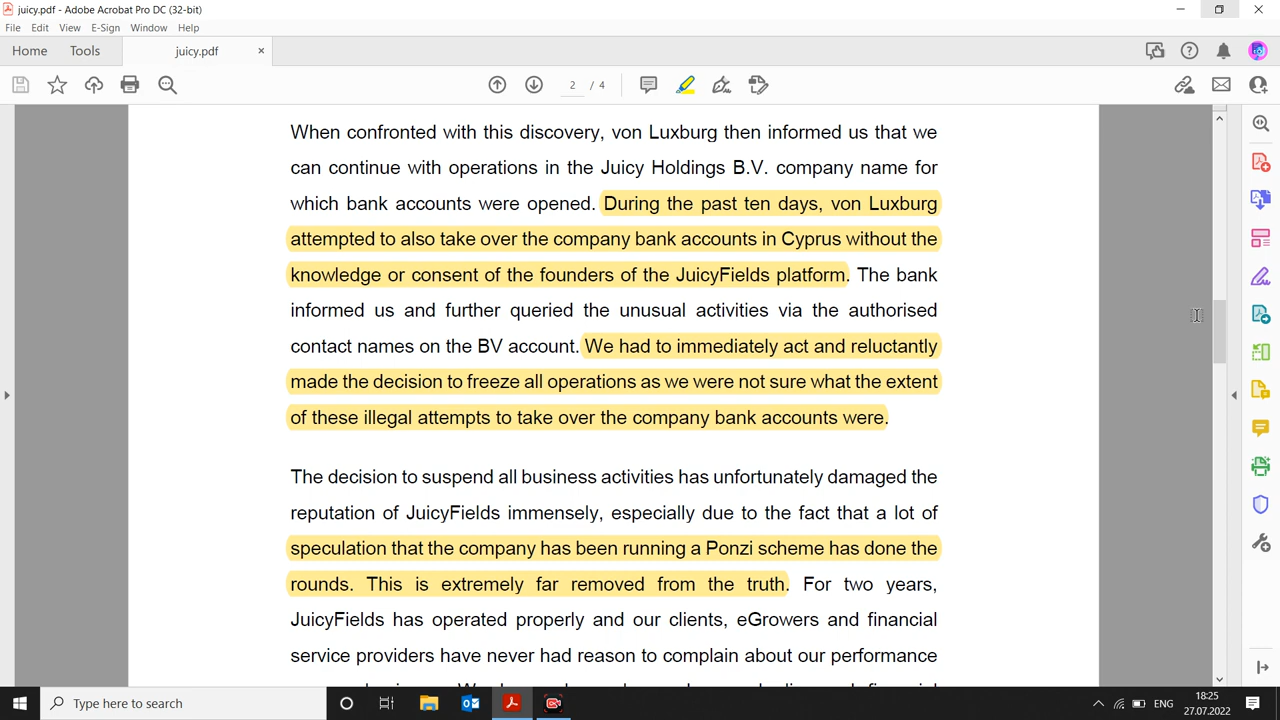 juicy.pdf - Adobe Acrobat Pro DC (32-bit)
File Edit View E-Sign Window Help
Home Tools juicy.pdf ×
2 / 4
When confronted with this discovery, von Luxburg then informed us that we
can continue with operations in the Juicy Holdings B.V. company name for
which bank accounts were opened. During the past ten days, von Luxburg
attempted to also take over the company bank accounts in Cyprus without the
knowledge or consent of the founders of the JuicyFields platform. The bank
informed us and further queried the unusual activities via the authorised
contact names on the BV account. We had to immediately act and reluctantly
made the decision to freeze all operations as we were not sure what the extent
of these illegal attempts to take over the company bank accounts were.
The decision to suspend all business activities has unfortunately damaged the
reputation of JuicyFields immensely, especially due to the fact that a lot of
speculation that the company has been running a Ponzi scheme has done the
rounds. This is extremely far removed from the truth. For two years,
JuicyFields has operated properly and our clients, eGrowers and financial
service providers have never had reason to complain about our performance
Type here to search
ENG
18:25
27.07.2022